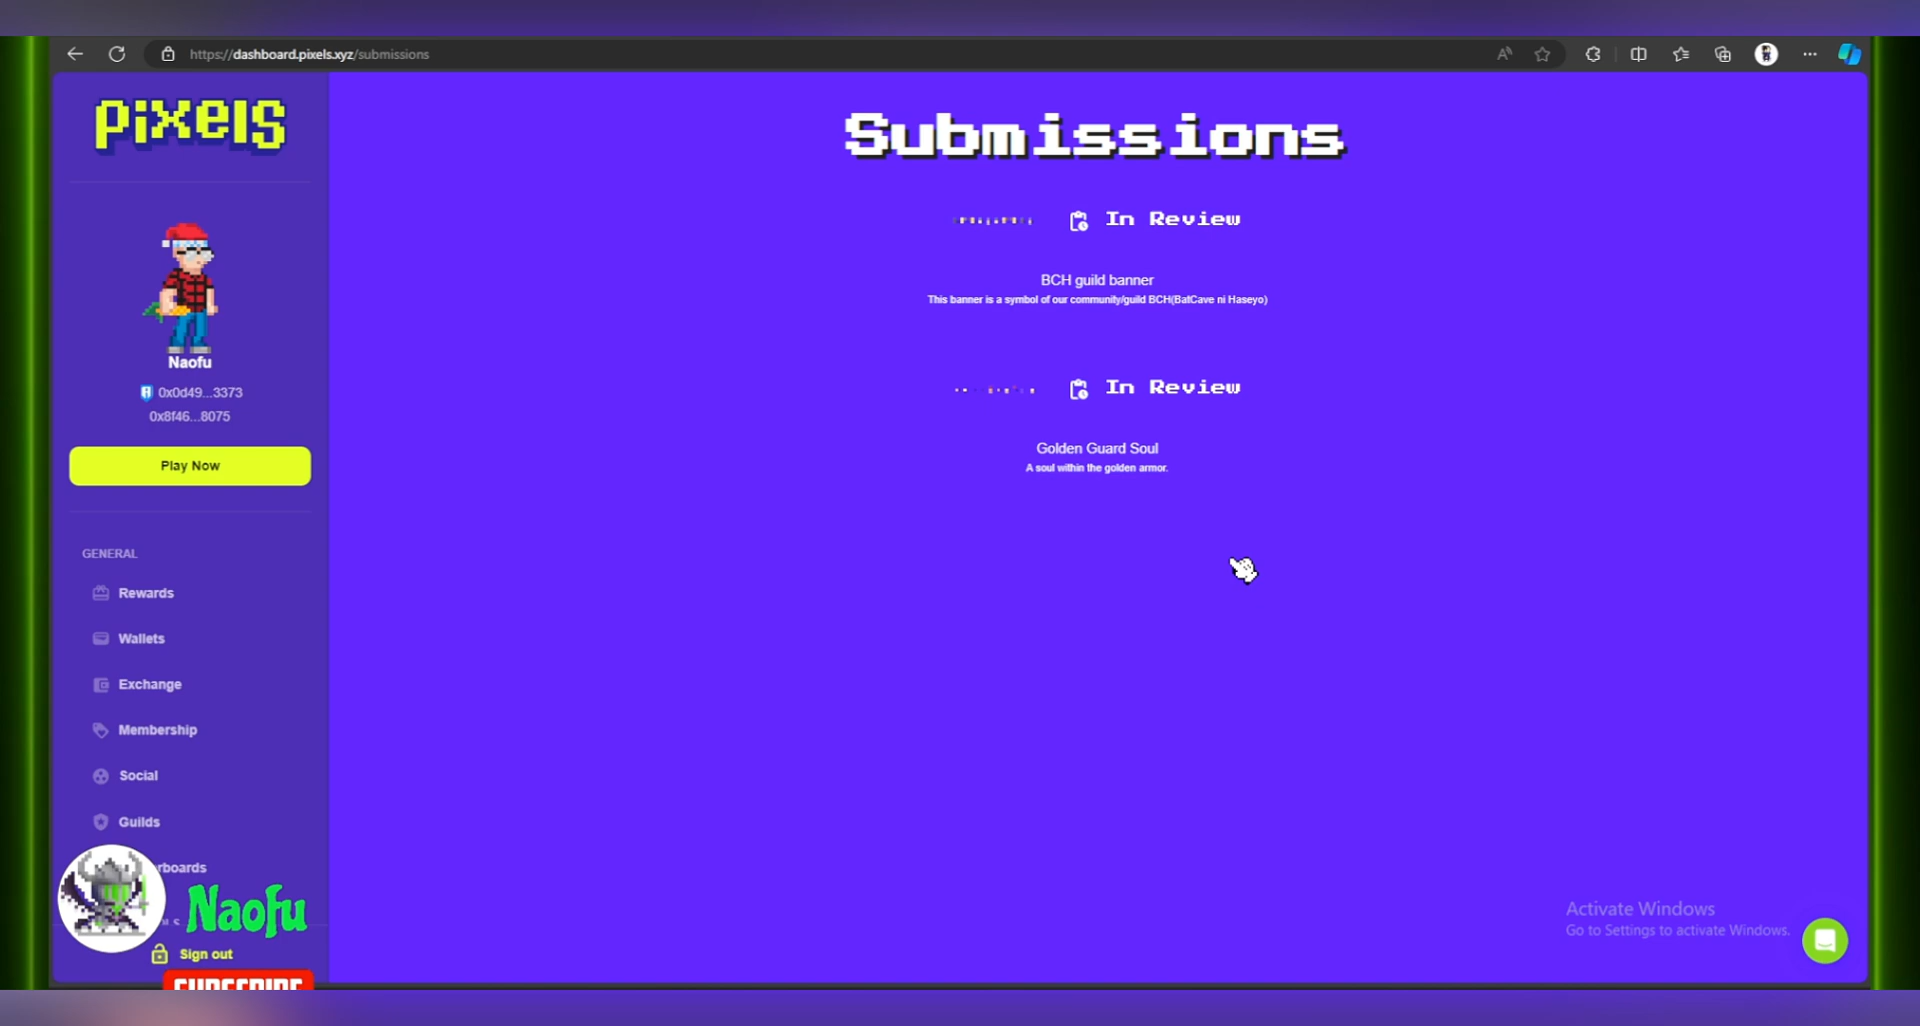 https://dashboard.pixels.xyz/submissions
pixels
Submissions
In Review
BCH guild banner
This banner is a symbol of our community/guild BCH(BatCave ni Haseyo)
In Review
Golden Guard Soul
A soul within the golden armor.
Naofu
0x0d49...3373
0x8f46...8075
Play Now
GENERAL
Rewards
Wallets
Exchange
Membership
Social
Guilds
rboards
Naofu
Sign out
SUBSCRIBE
Activate Windows
Go to Settings to activate Windows.